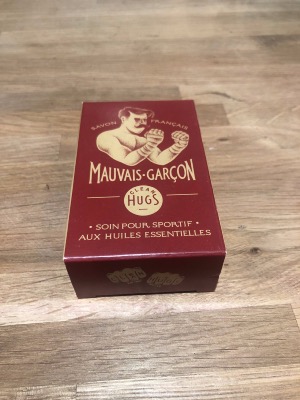 SAVON FRANÇAIS
MAUVAIS-GARÇON
CLEAN
HUGS
• SOIN POUR SPORTIF •
AUX HUILES ESSENTIELLES